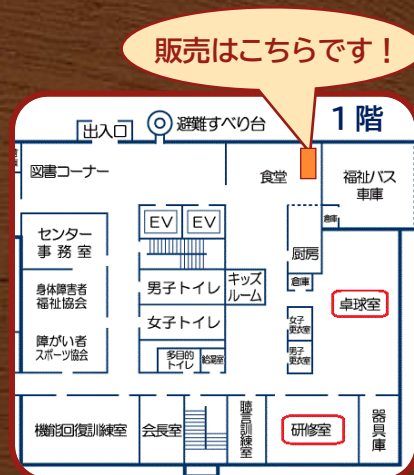 販売はこちらです！
1階
出入口
避難すべり台
図書コーナー
食堂
福祉バス
車庫
倉庫
EV
EV
センター
事務室
厨房
身体障害者
福祉協会
男子トイレ
キッズ
ルーム
倉庫
卓球室
女子トイレ
女子
更衣室
障がい者
スポーツ協会
多目的
トイレ
給湯室
男子
更衣室
機能回復訓練室
会長室
聴言訓練室
研修室
器具庫